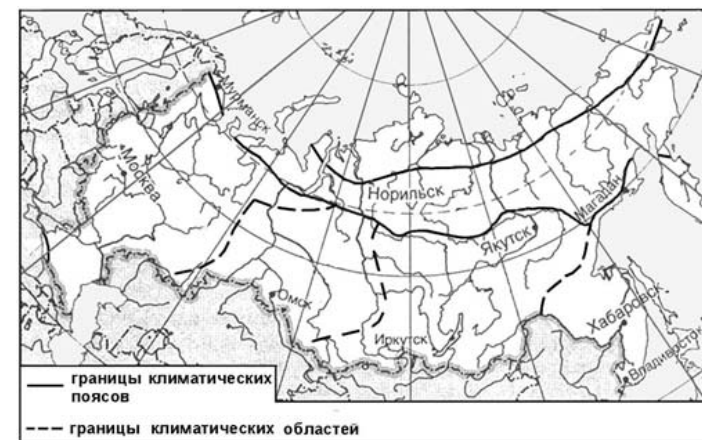 Мурманск
Москва
Норильск
Магадан
Якутск
Омск
Хабаровск
Иркутск
Владивосток
границы климатических
поясов
границы климатических областей